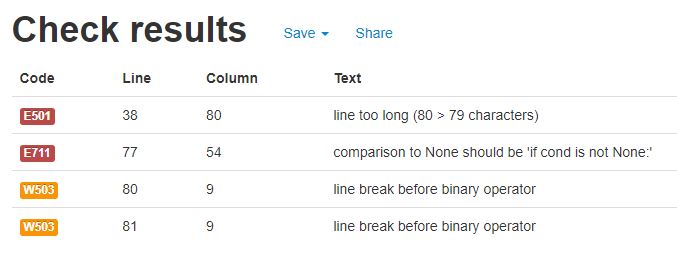 Check results Save Share
Code Line Column Text
E501 38 80 line too long (80 > 79 characters)
E711 77 54 comparison to None should be 'if cond is not None:'
W503 80 9 line break before binary operator
W503 81 9 line break before binary operator